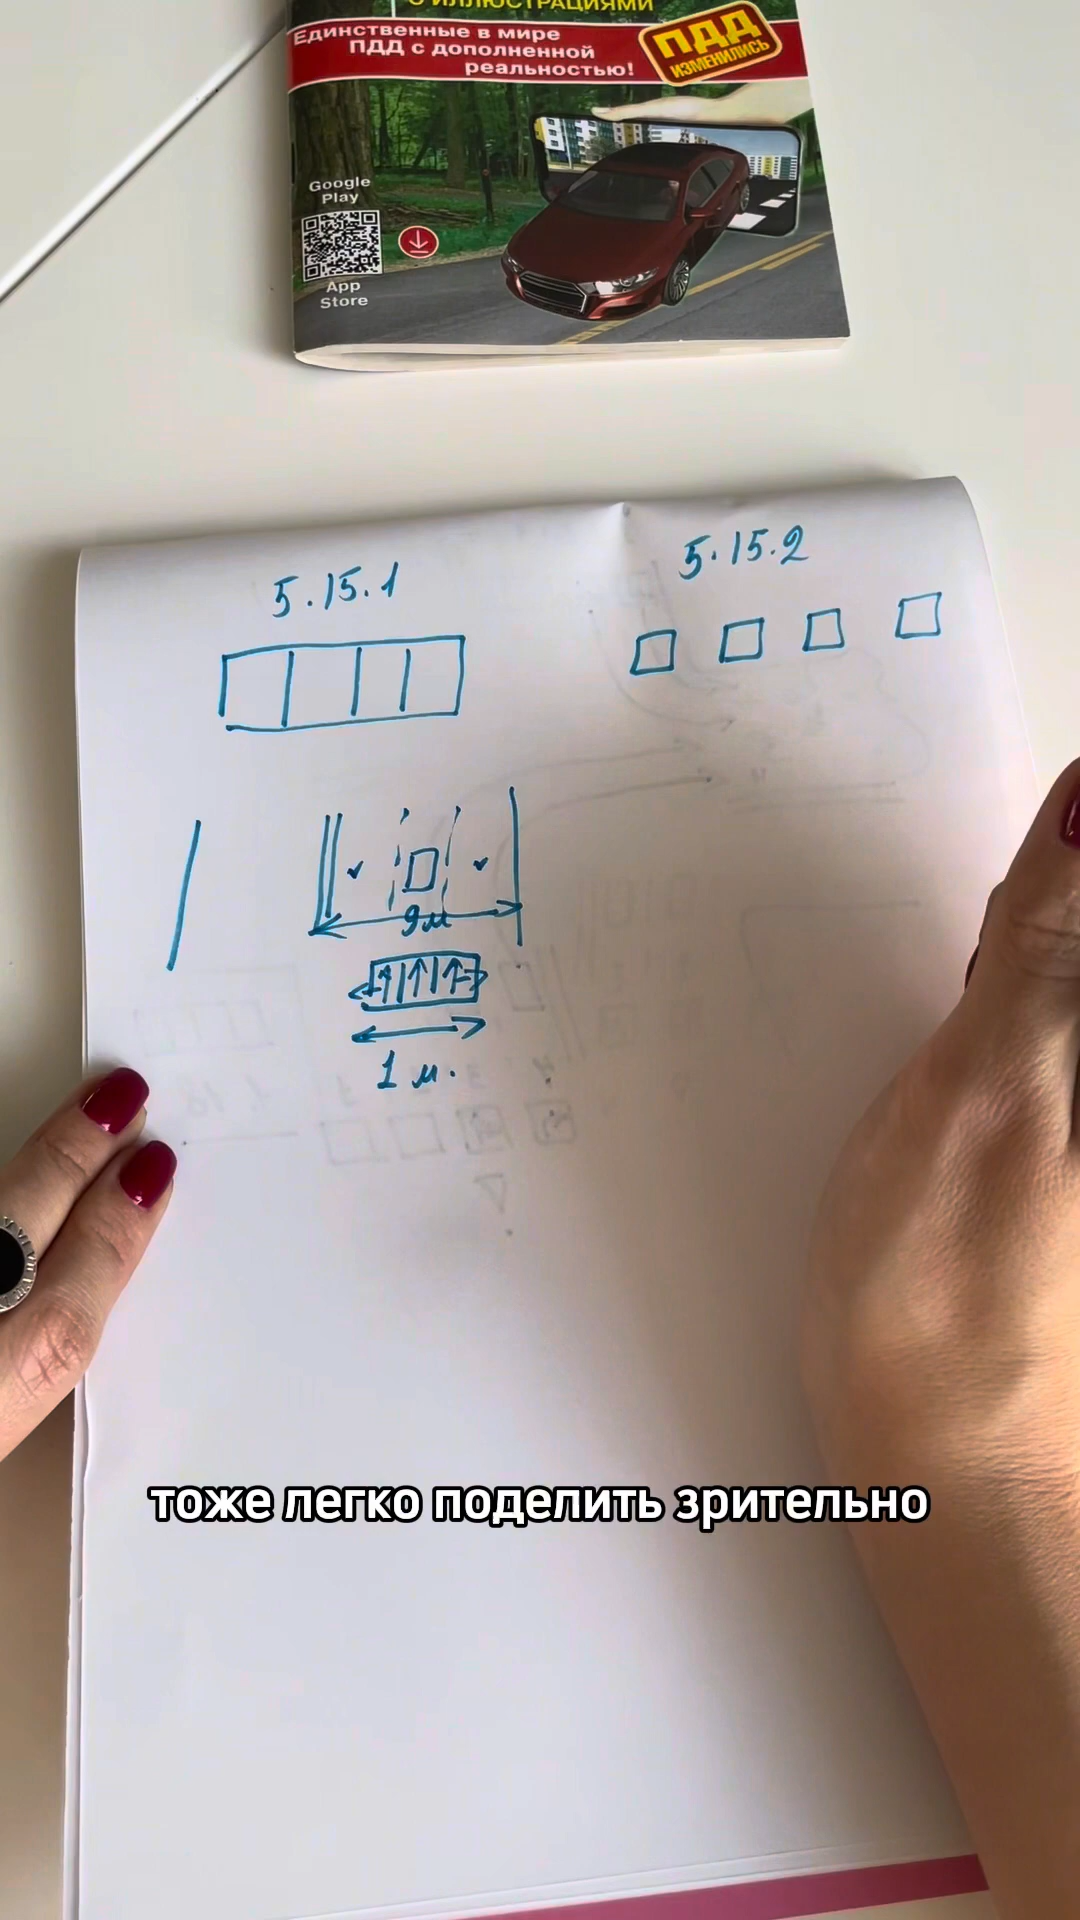 С ИЛЛЮСТРАЦИЯМИ
Единственные в мире
ПДД с дополненной
реальностью!
ПДД
ИЗМЕНИЛИСЬ
Google
Play
App
Store
5.15.1
5.15.2
9м
1 м.
тоже легко поделить зрительно